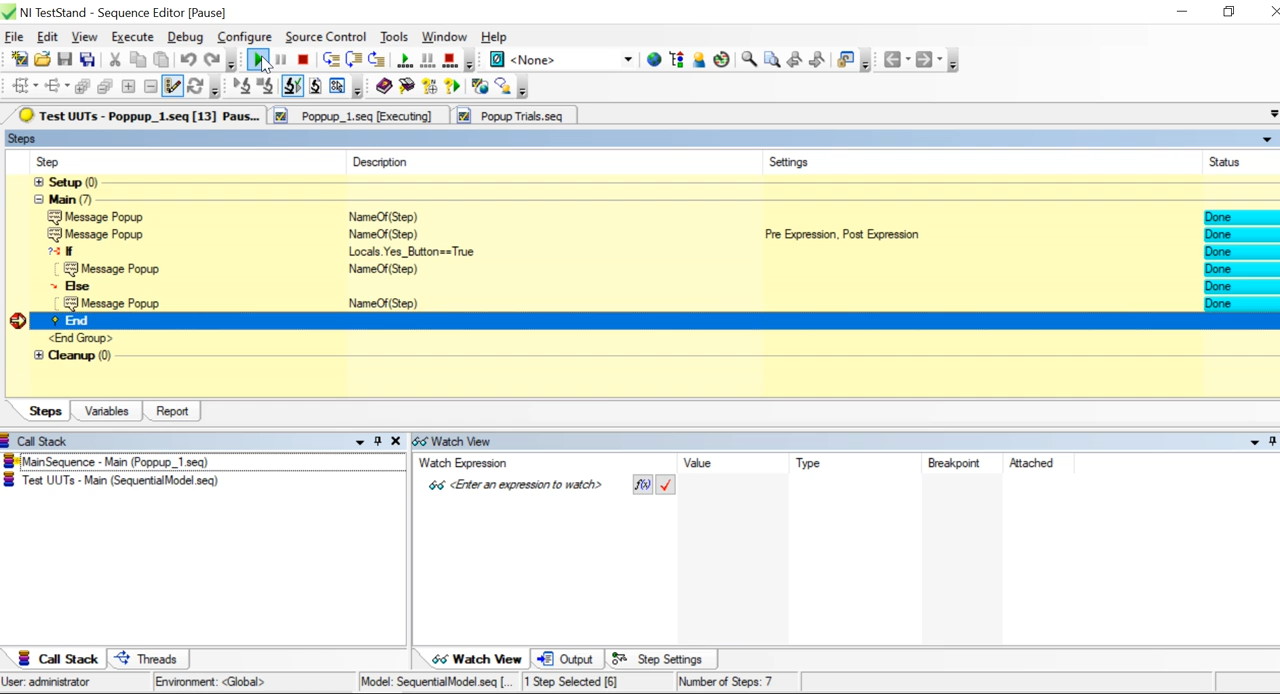 NI TestStand - Sequence Editor [Pause]
File Edit View Execute Debug Configure Source Control Tools Window Help
<None>
Test UUTs - Poppup_1.seq [13] Paus... Poppup_1.seq [Executing] Popup Trials.seq
Steps
Step Description Settings Status
Setup (0)
Main (7)
Message Popup NameOf(Step) Done
Message Popup NameOf(Step) Pre Expression, Post Expression Done
If Locals.Yes_Button==True Done
Message Popup NameOf(Step) Done
Else Done
Message Popup NameOf(Step) Done
End
<End Group>
Cleanup (0)
Steps Variables Report
Call Stack Watch View
MainSequence - Main (Poppup_1.seq)
Test UUTs - Main (SequentialModel.seq)
Watch Expression Value Type Breakpoint Attached
<Enter an expression to watch> f(x)
Call Stack Threads Watch View Output Step Settings
User: administrator Environment: <Global> Model: SequentialModel.seq [... 1 Step Selected [6] Number of Steps: 7